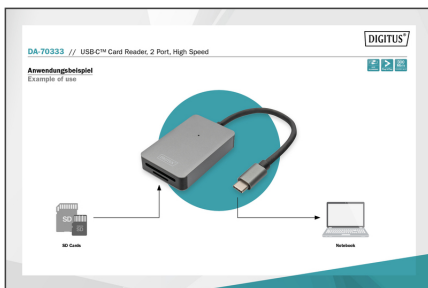 DIGITUS®
DA-70333 // USB-C™ Card Reader, 2 Port, High Speed
Anwendungsbeispiel
Example of use
SD
SD Cards
Notebook